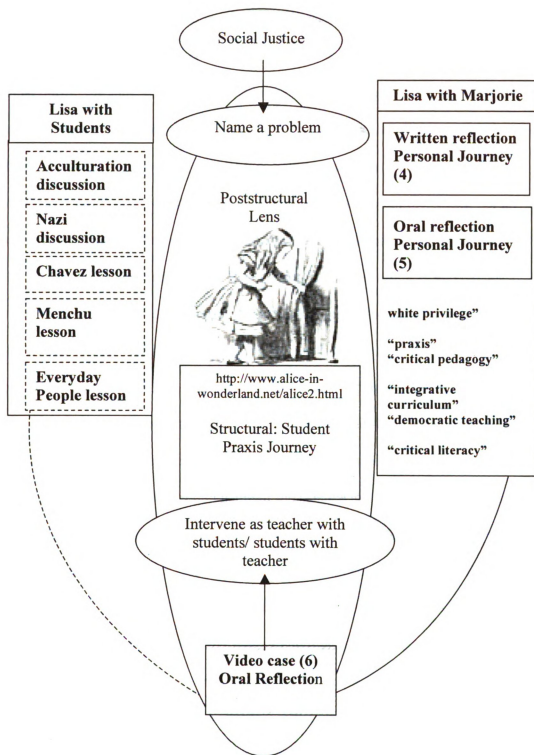 Social Justice
Name a problem
Lisa with
Students
Acculturation
discussion
Nazi
discussion
Chavez lesson
Menchu
lesson
Everyday
People lesson
Poststructural
Lens
http://www.alice-in-
wonderland.net/alice2.html
Structural: Student
Praxis Journey
Intervene as teacher with
students/ students with
teacher
Video case (6)
Oral Reflection
Lisa with Marjorie
Written reflection
Personal Journey
(4)
Oral reflection
Personal Journey
(5)
white privilege”
“praxis”
“critical pedagogy”
“integrative
curriculum”
“democratic teaching”
“critical literacy”